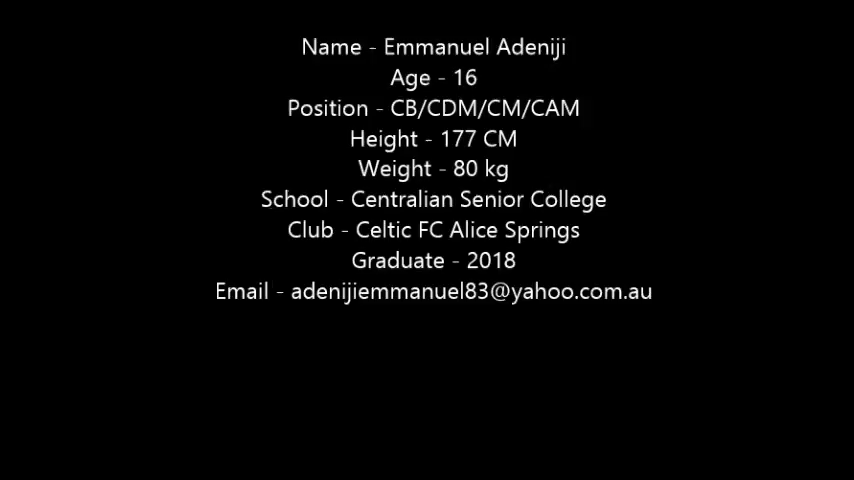 Name - Emmanuel Adeniji
Age - 16
Position - CB/CDM/CM/CAM
Height - 177 CM
Weight - 80 kg
School - Centralian Senior College
Club - Celtic FC Alice Springs
Graduate - 2018
Email - adenijiemmanuel83@yahoo.com.au